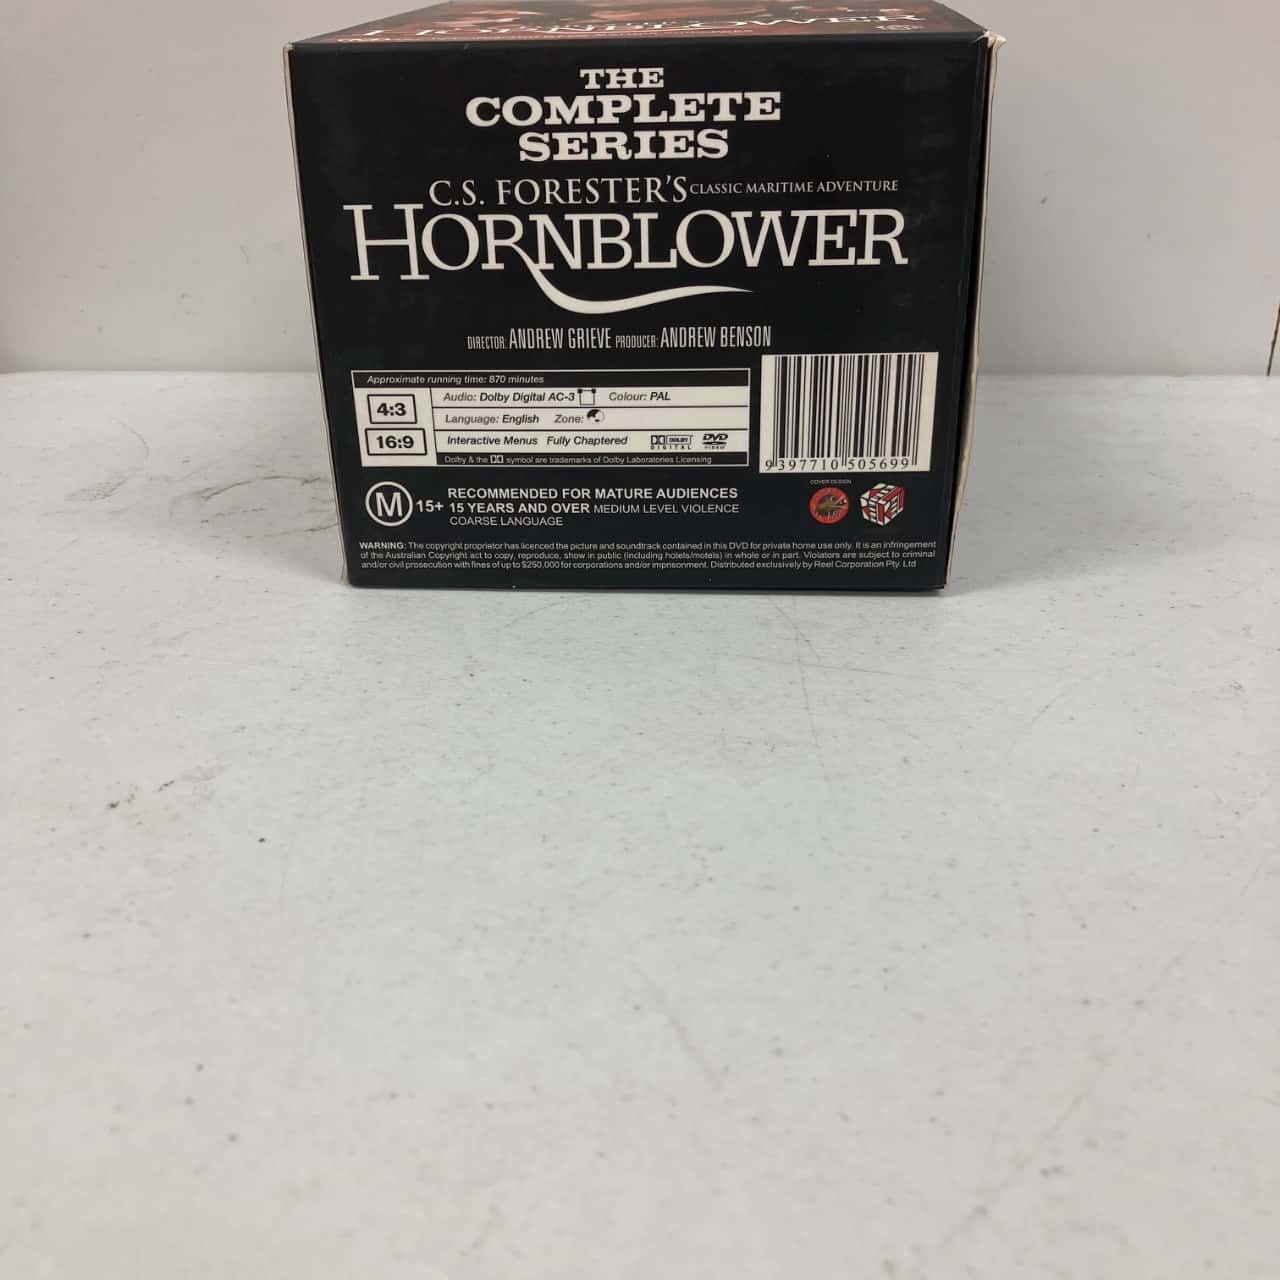 HORNBLOWER
THE
COMPLETE
SERIES
C.S. FORESTER'S CLASSIC MARITIME ADVENTURE
HORNBLOWER
DIRECTOR: ANDREW GRIEVE PRODUCER: ANDREW BENSON
Approximate running time: 870 minutes
4:3
Audio: Dolby Digital AC-3 Colour: PAL
Language: English Zone:
16:9
Interactive Menus Fully Chaptered DOLBY DIGITAL DVD VIDEO
Dolby & the symbol are trademarks of Dolby Laboratories Licensing
9 397710 505699
COVER DESIGN
REEL
M 15+ RECOMMENDED FOR MATURE AUDIENCES
15 YEARS AND OVER MEDIUM LEVEL VIOLENCE
COARSE LANGUAGE
WARNING: The copyright proprietor has licenced the picture and soundtrack contained in this DVD for private home use only. It is an infringement
of the Australian Copyright act to copy, reproduce, show in public (including hotels/motels) in whole or in part. Violators are subject to criminal
and/or civil prosecution with fines of up to $250,000 for corporations and/or imprisonment. Distributed exclusively by Reel Corporation Pty. Ltd